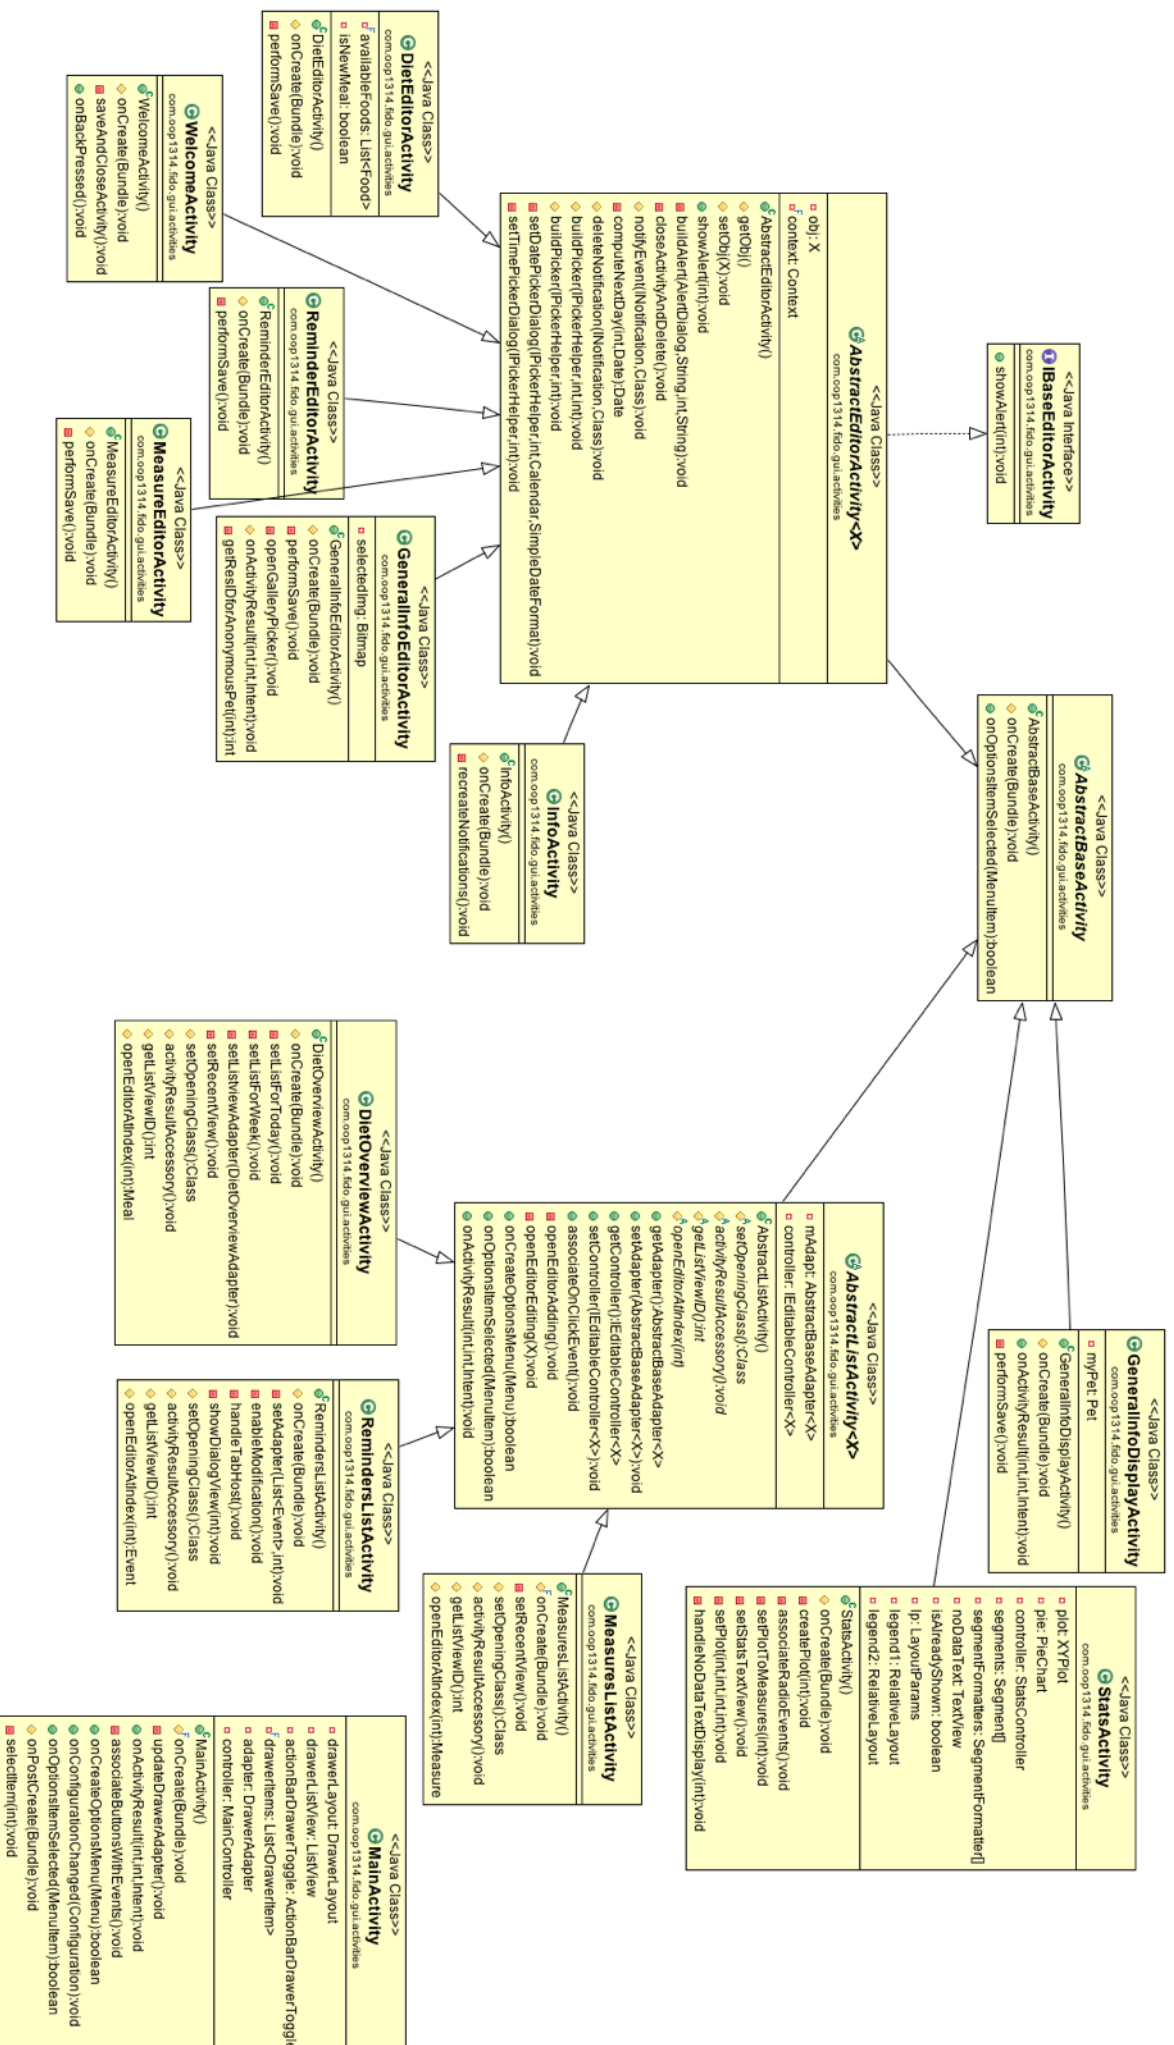 <<Java Interface>>
IBaseEditorActivity
com.oop1314.fido.gui.activities
showAlert(int):void
<<Java Class>>
AbstractBaseActivity
com.oop1314.fido.gui.activities
AbstractBaseActivity()
onCreate(Bundle):void
onOptionsItemSelected(MenuItem):boolean
<<Java Class>>
GeneralInfoDisplayActivity
com.oop1314.fido.gui.activities
myPet: Pet
GeneralInfoDisplayActivity()
onCreate(Bundle):void
onActivityResult(int,int,Intent):void
performSave():void
<<Java Class>>
StatsActivity
com.oop1314.fido.gui.activities
plot: XYPlot
pie: PieChart
controller: StatsController
segments: Segment[]
segmentFormatters: SegmentFormatter[]
noDataText: TextView
isAlreadyShown: boolean
lp: LayoutParams
legend1: RelativeLayout
legend2: RelativeLayout
StatsActivity()
onCreate(Bundle):void
createPlot(int):void
associateRadioEvents():void
setPlotToMeasures(int):void
setStatsTextView():void
setPlot(int,int,int):void
handleNoDataTextDisplay(int):void
<<Java Class>>
AbstractEditorActivity<X>
com.oop1314.fido.gui.activities
obj: X
context: Context
AbstractEditorActivity()
getObj()
setObj(X):void
showAlert(int):void
buildAlert(AlertDialog,String,int,String):void
closeActivityAndDelete():void
notifyEvent(INotification,Class):void
computeNextDay(int,Date):Date
deleteNotification(INotification,Class):void
buildPicker(IPickerHelper,int,int):void
buildPicker(IPickerHelper,int):void
setDatePickerDialog(IPickerHelper,int,Calendar,SimpleDateFormat):void
setTimePickerDialog(IPickerHelper,int):void
<<Java Class>>
AbstractListActivity<X>
com.oop1314.fido.gui.activities
mAdapt: AbstractBaseAdapter<X>
controller: IEditableController<X>
AbstractListActivity()
setOpeningClass():Class
activityResultAccessory():void
getListViewID():int
openEditorAtIndex(int)
getAdapter():AbstractBaseAdapter<X>
setAdapter(AbstractBaseAdapter<X>):void
getController():IEditableController<X>
setController(IEditableController<X>):void
associateOnClickEvent():void
openEditorAdding():void
openEditorEditing(X):void
onCreateOptionsMenu(Menu):boolean
onOptionsItemSelected(MenuItem):boolean
onActivityResult(int,int,Intent):void
<<Java Class>>
DietEditorActivity
com.oop1314.fido.gui.activities
availableFoods: List<Food>
isNewMeal: boolean
DietEditorActivity()
onCreate(Bundle):void
performSave():void
<<Java Class>>
WelcomeActivity
com.oop1314.fido.gui.activities
WelcomeActivity()
onCreate(Bundle):void
saveAndCloseActivity():void
onBackPressed():void
<<Java Class>>
ReminderEditorActivity
com.oop1314.fido.gui.activities
ReminderEditorActivity()
onCreate(Bundle):void
performSave():void
<<Java Class>>
MeasureEditorActivity
com.oop1314.fido.gui.activities
MeasureEditorActivity()
onCreate(Bundle):void
performSave():void
<<Java Class>>
GeneralInfoEditorActivity
com.oop1314.fido.gui.activities
selectedImg: Bitmap
GeneralInfoEditorActivity()
onCreate(Bundle):void
performSave():void
openGalleryPicker():void
onActivityResult(int,int,Intent):void
getResIDforAnonymousPet(int):int
<<Java Class>>
InfoActivity
com.oop1314.fido.gui.activities
InfoActivity()
onCreate(Bundle):void
recreateNotifications():void
<<Java Class>>
DietOverviewActivity
com.oop1314.fido.gui.activities
DietOverviewActivity()
onCreate(Bundle):void
setListForToday():void
setListForWeek():void
setListviewAdapter(DietOverviewAdapter):void
setRecentView():void
setOpeningClass():Class
activityResultAccessory():void
getListViewID():int
openEditorAtIndex(int):Meal
<<Java Class>>
RemindersListActivity
com.oop1314.fido.gui.activities
RemindersListActivity()
onCreate(Bundle):void
setAdapter(List<Event>,int):void
enableModification():void
handleTabHost():void
showDialogView(int):void
setOpeningClass():Class
activityResultAccessory():void
getListViewID():int
openEditorAtIndex(int):Event
<<Java Class>>
MeasuresListActivity
com.oop1314.fido.gui.activities
MeasuresListActivity()
onCreate(Bundle):void
setRecentView():void
setOpeningClass():Class
activityResultAccessory():void
getListViewID():int
openEditorAtIndex(int):Measure
<<Java Class>>
MainActivity
com.oop1314.fido.gui.activities
drawerLayout: DrawerLayout
drawerListView: ListView
actionBarDrawerToggle: ActionBarDrawerToggle
drawerItems: List<DrawerItem>
adapter: DrawerAdapter
controller: MainController
MainActivity()
onCreate(Bundle):void
updateDrawerAdapter():void
onActivityResult(int,int,Intent):void
associateButtonsWithEvents():void
onCreateOptionsMenu(Menu):boolean
onConfigurationChanged(Configuration):void
onOptionsItemSelected(MenuItem):boolean
onPostCreate(Bundle):void
selectItem(int):void